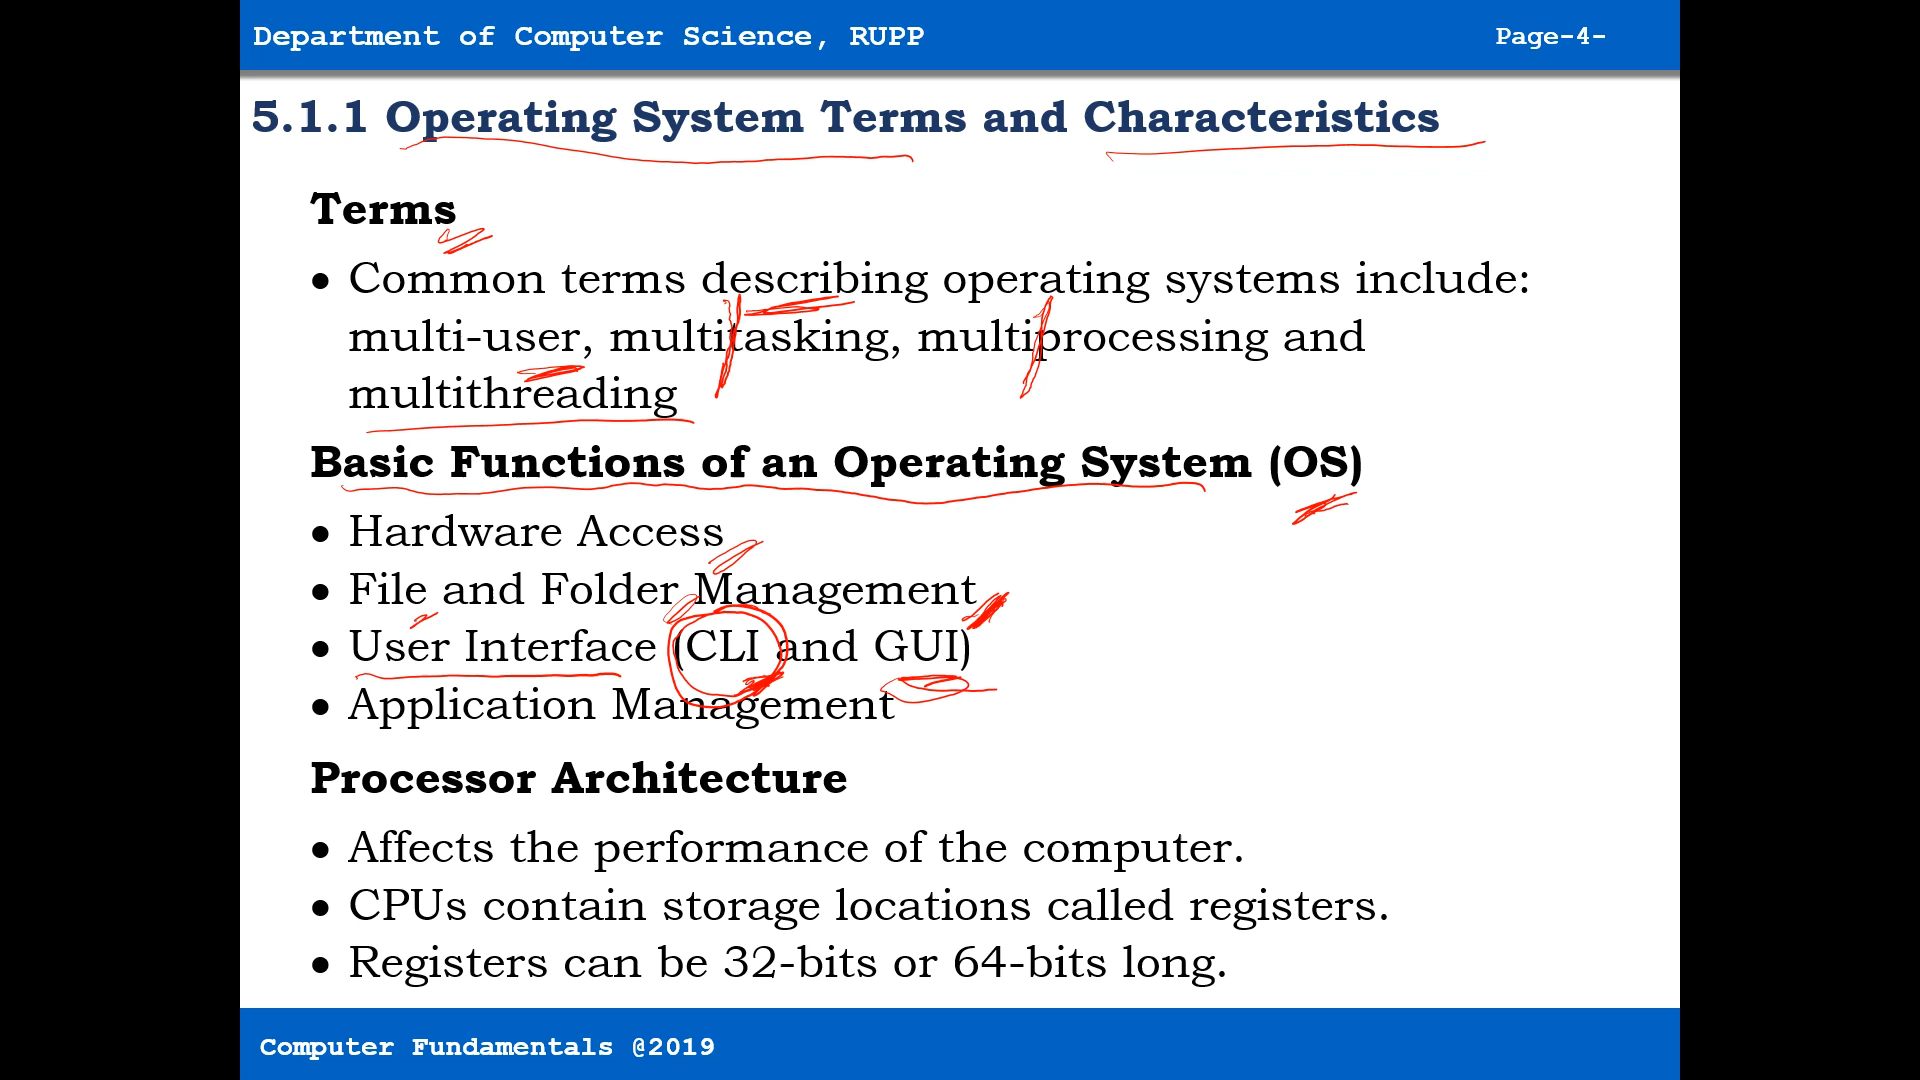 Department of Computer Science, RUPP Page-4-
5.1.1 Operating System Terms and Characteristics
Terms
• Common terms describing operating systems include:
multi-user, multitasking, multiprocessing and
multithreading
Basic Functions of an Operating System (OS)
• Hardware Access
• File and Folder Management
• User Interface (CLI and GUI)
• Application Management
Processor Architecture
• Affects the performance of the computer.
• CPUs contain storage locations called registers.
• Registers can be 32-bits or 64-bits long.
Computer Fundamentals @2019